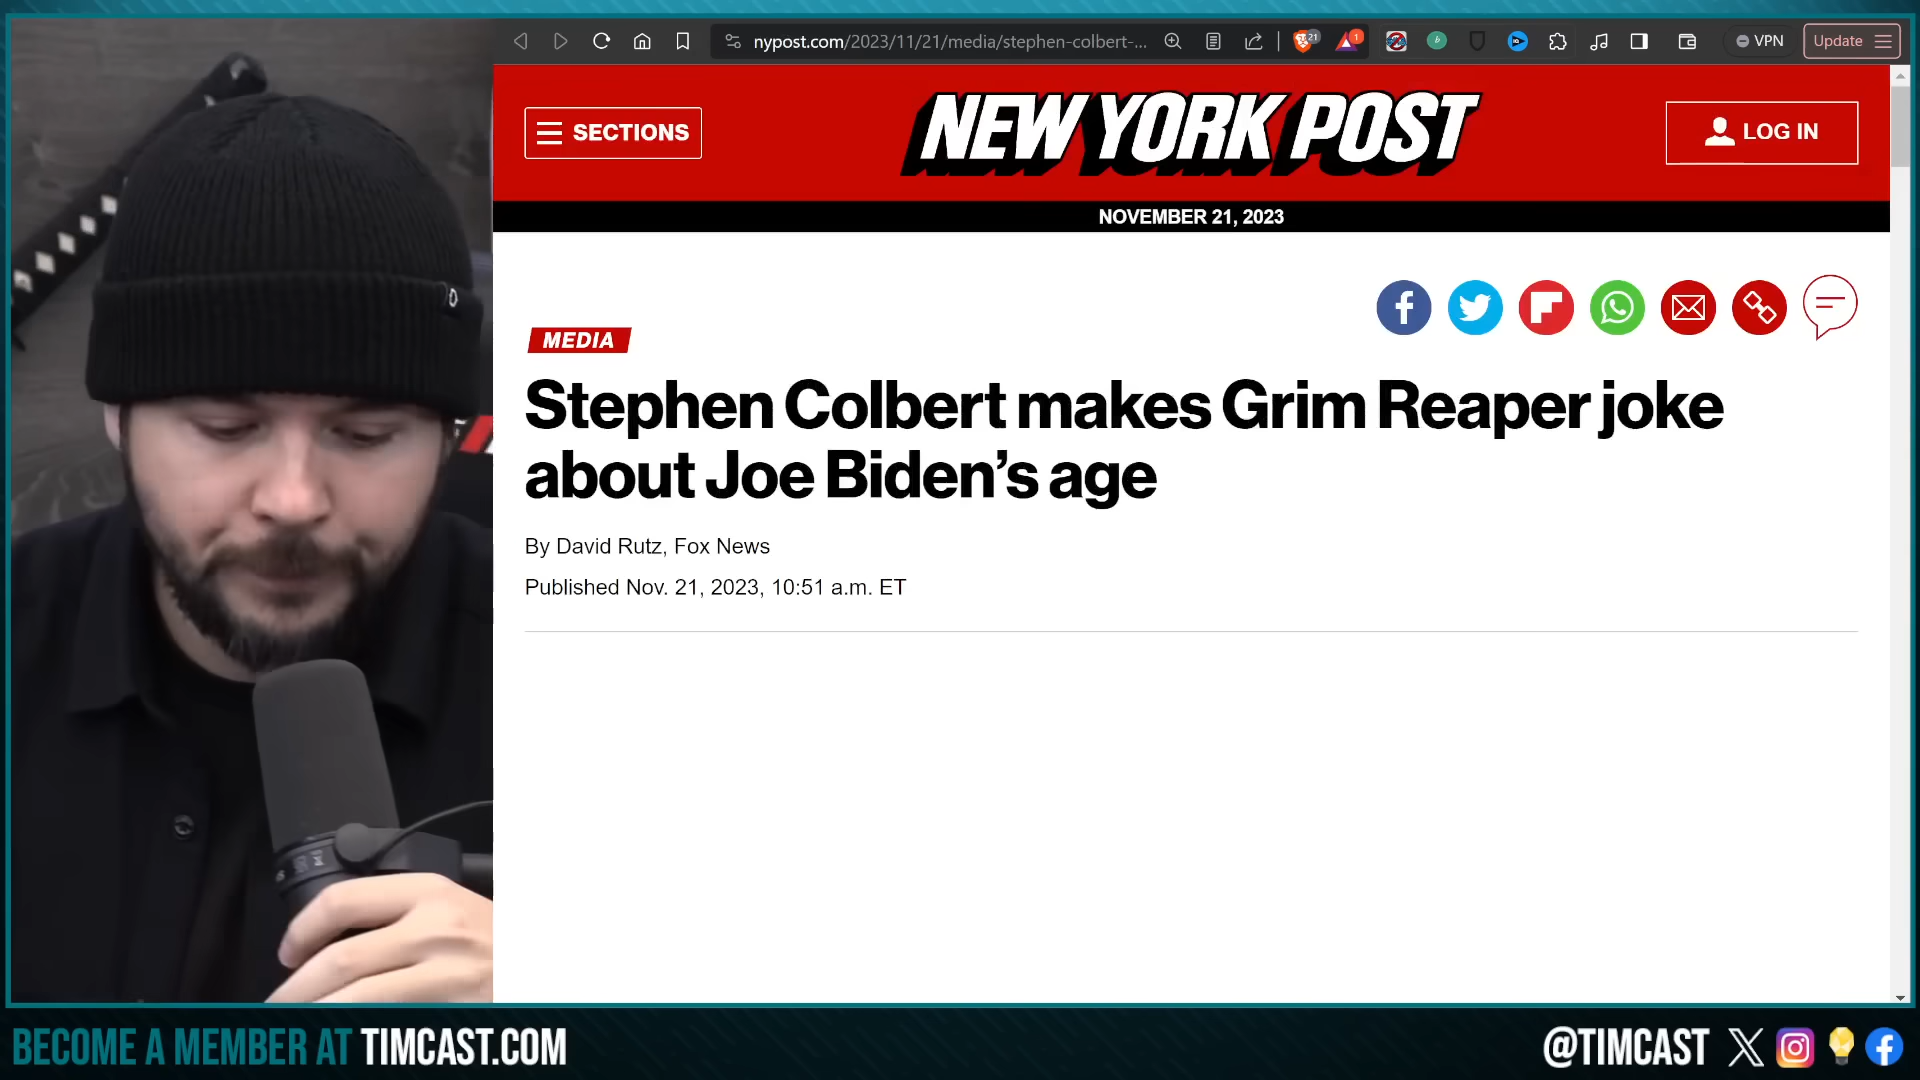 nypost.com/2023/11/21/media/stephen-colbert-...
21
1
VPN
Update
SECTIONS
NEW YORK POST
LOG IN
NOVEMBER 21, 2023
MEDIA
Stephen Colbert makes Grim Reaper joke
about Joe Biden’s age
By David Rutz, Fox News
Published Nov. 21, 2023, 10:51 a.m. ET
BECOME A MEMBER AT TIMCAST.COM
@TIMCAST